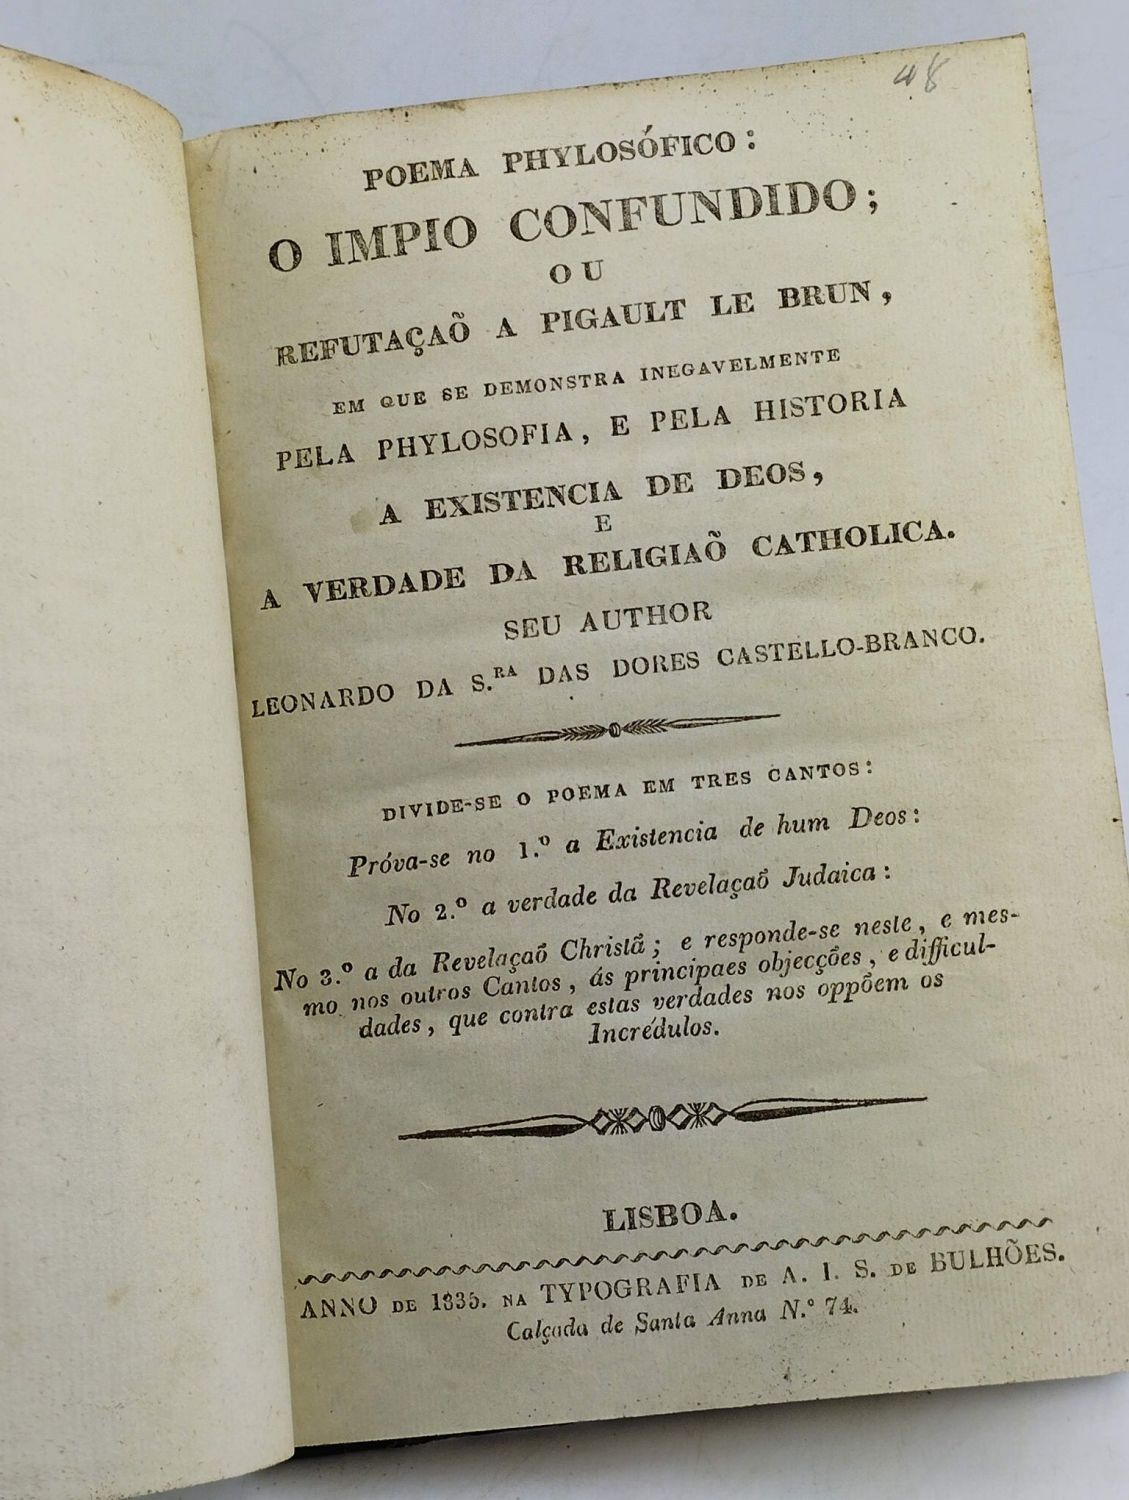 48
POEMA PHYLOSÓFICO:
O IMPIO CONFUNDIDO;
OU
REFUTAÇAÕ A PIGAULT LE BRUN,
EM QUE SE DEMONSTRA INEGAVELMENTE
PELA PHYLOSOFIA, E PELA HISTORIA
A EXISTENCIA DE DEOS,
E
A VERDADE DA RELIGIAÕ CATHOLICA.
SEU AUTHOR
LEONARDO DA S.RA DAS DORES CASTELLO-BRANCO.
DIVIDE-SE O POEMA EM TRES CANTOS:
Próva-se no 1.º a Existencia de hum Deos:
No 2.º a verdade da Revelaçaõ Judaica:
No 3.º a da Revelaçaõ Christã; e responde-se neste, e mes-
mo nos outros Cantos, ás principaes objecções, e difficul-
dades, que contra estas verdades nos oppõem os
Incrédulos.
LISBOA.
ANNO DE 1835. NA TYPOGRAFIA DE A. I. S. DE BULHÕES.
Calçada de Santa Anna N.º 74.